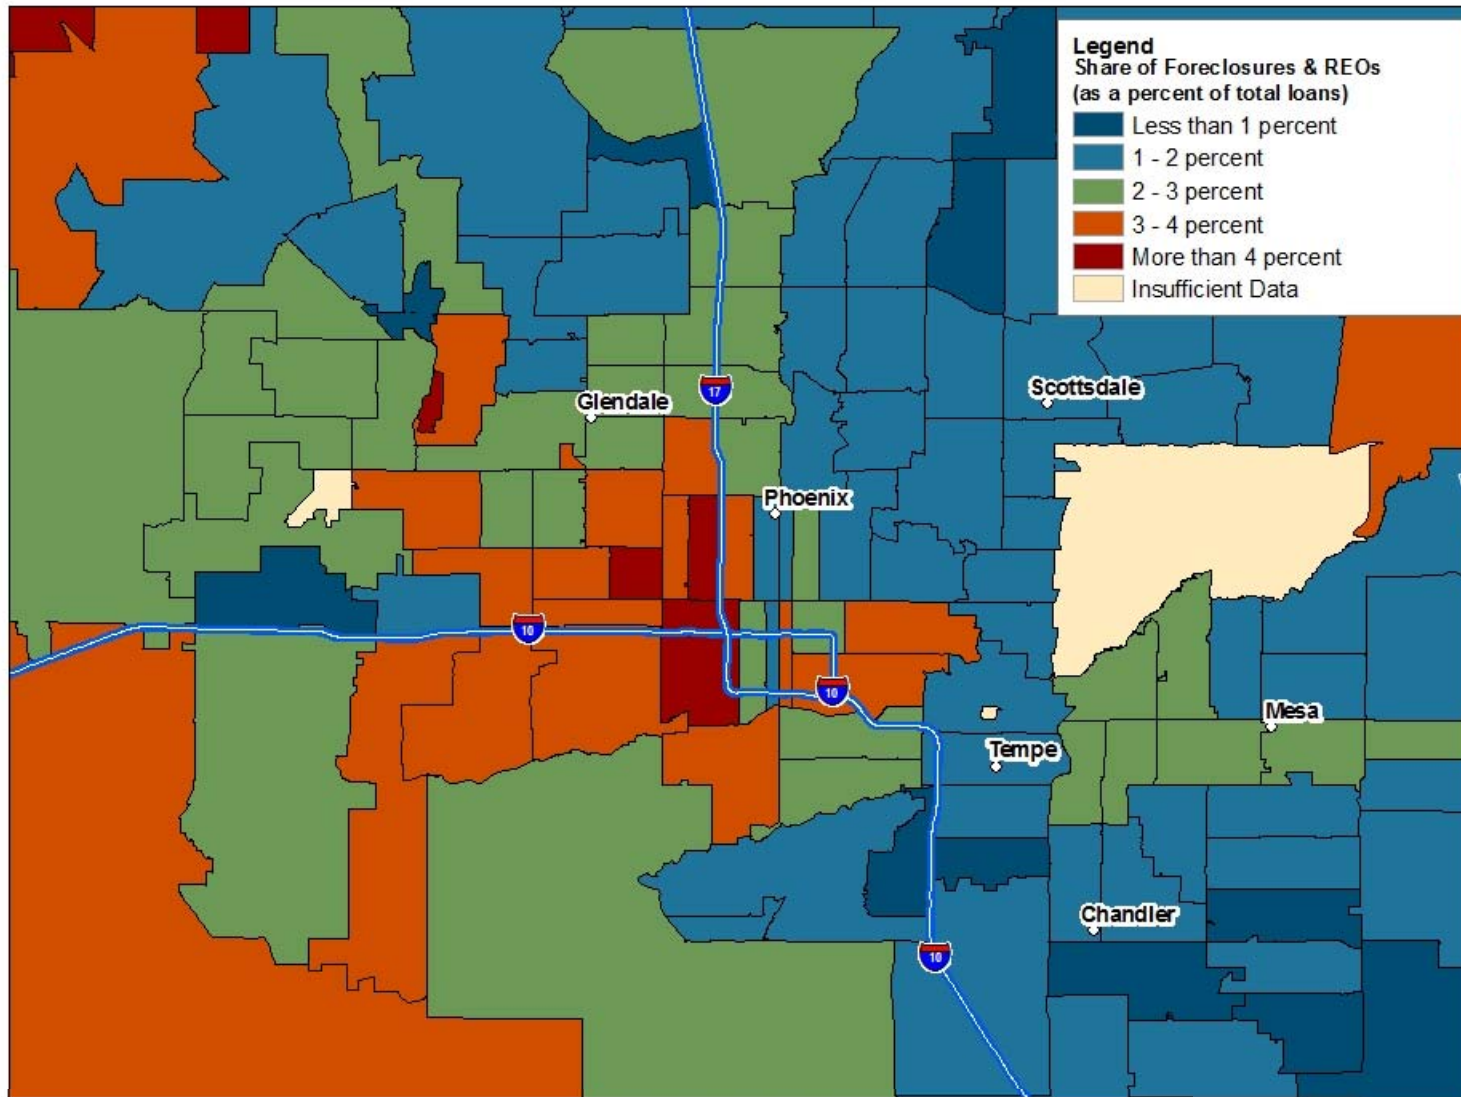 Legend
Share of Foreclosures & REOs
(as a percent of total loans)
Less than 1 percent
1 - 2 percent
2 - 3 percent
3 - 4 percent
More than 4 percent
Insufficient Data
17
Scottsdale
Glendale
Phoenix
10
10
Mesa
Tempe
Chandler
10